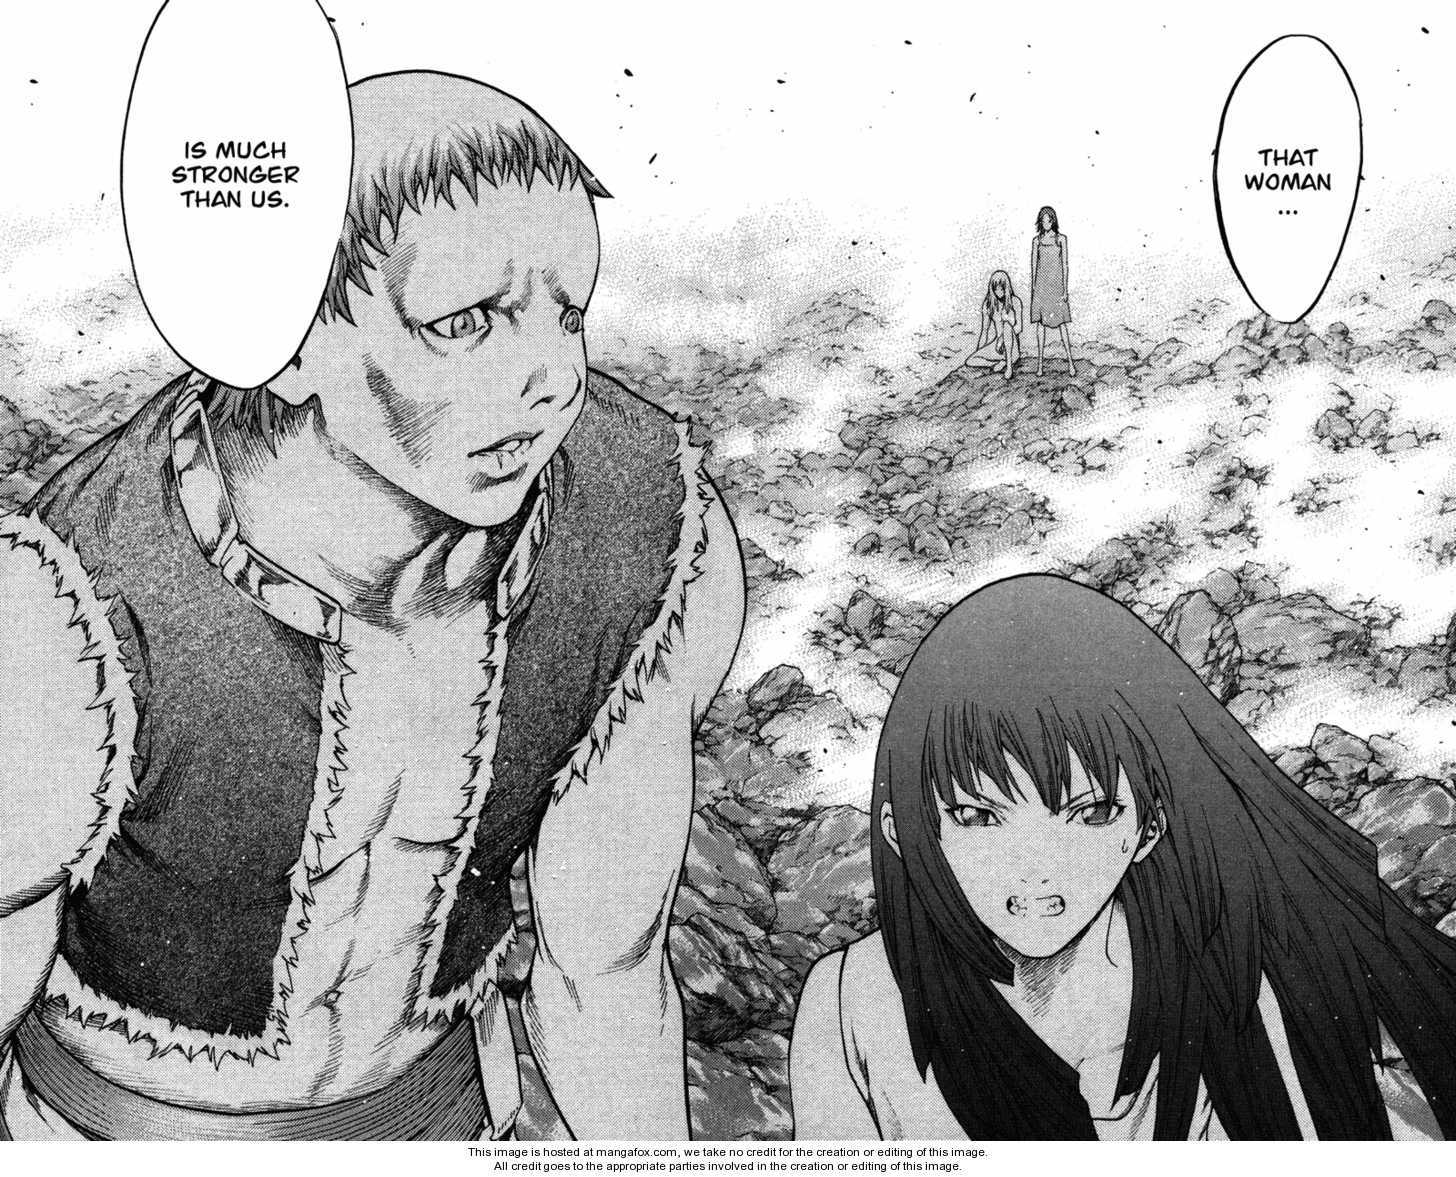 THAT
WOMAN
...
IS MUCH
STRONGER
THAN US.
This image is hosted at mangafox.com, we take no credit for the creation or editing of this image.
All credit goes to the appropriate parties involved in the creation or editing of this image.